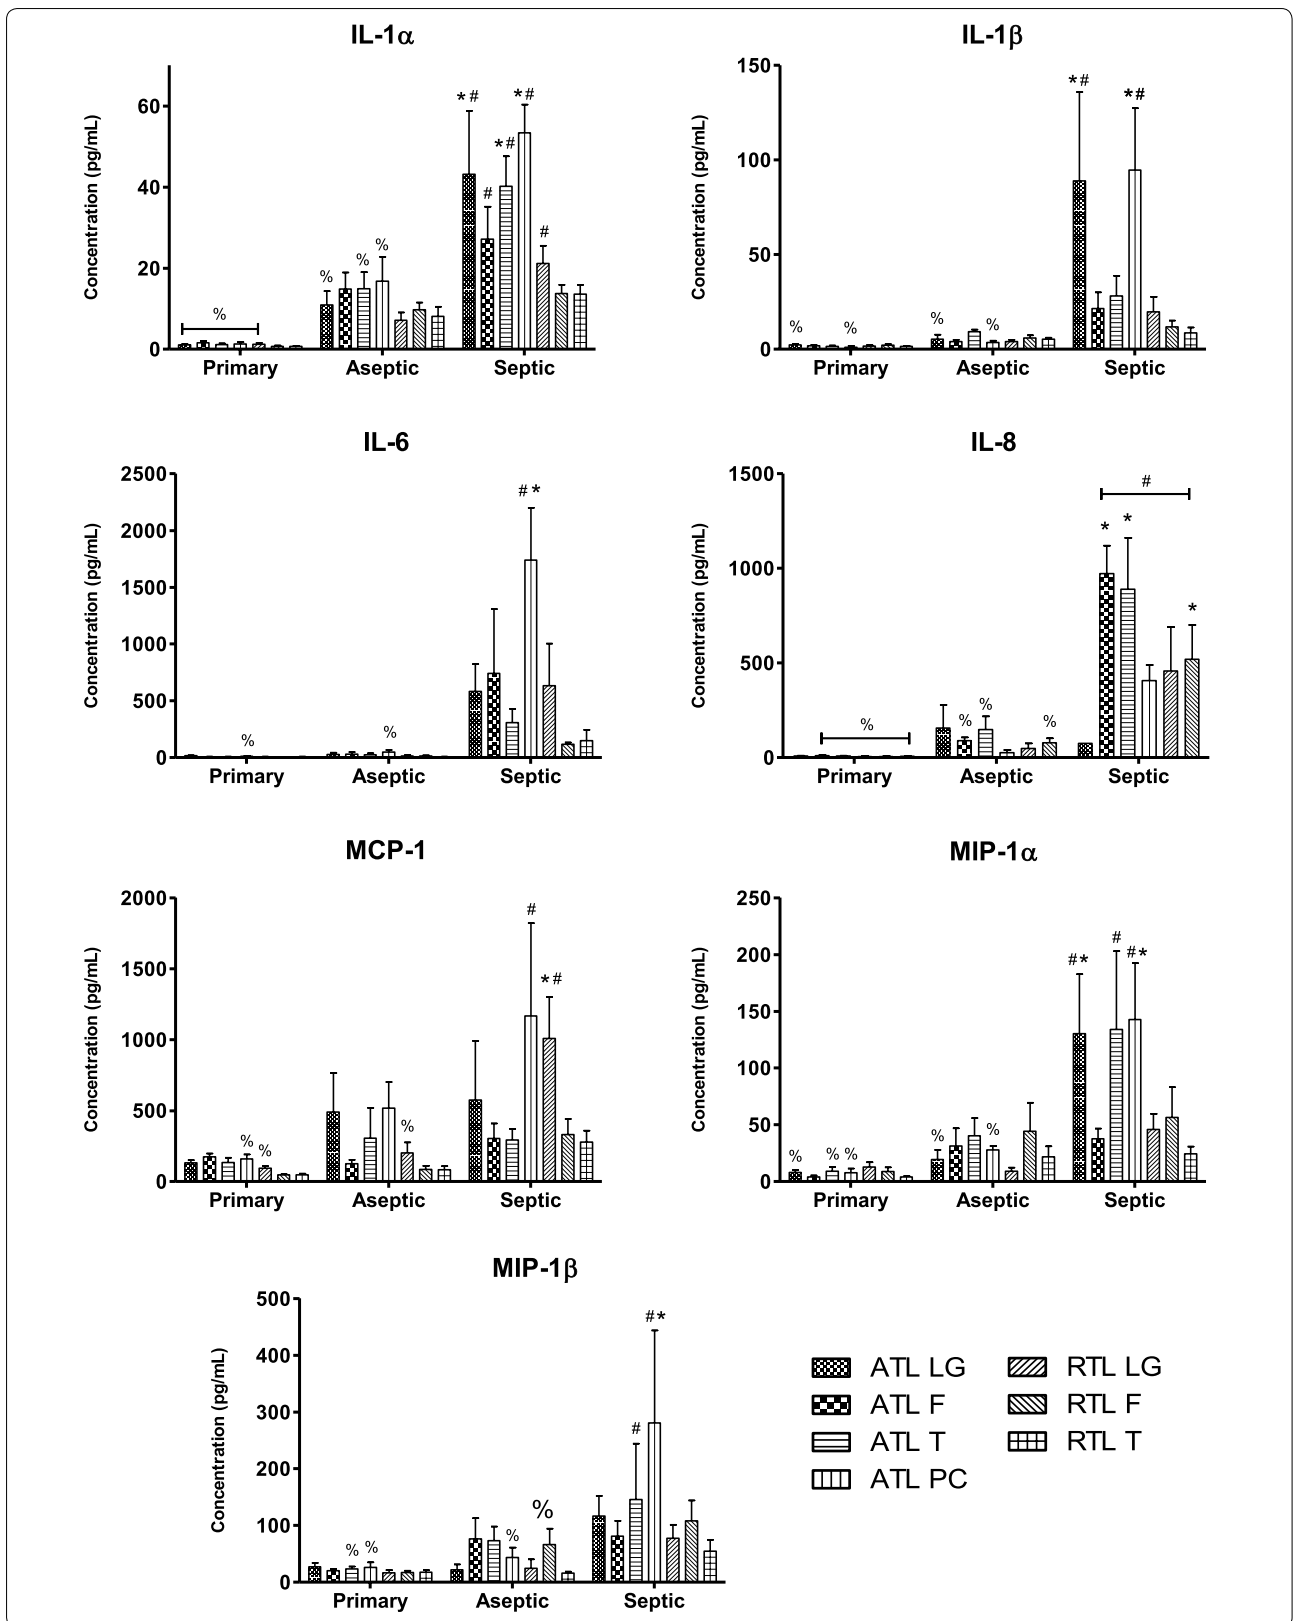 IL-1α
Concentration (pg/mL)
60
40
20
0
%
% % %
*# # *# *# #
Primary Aseptic Septic
IL-1β
Concentration (pg/mL)
150
100
50
0
% %
% %
*# *#
Primary Aseptic Septic
IL-6
Concentration (pg/mL)
2500
2000
1500
1000
500
0
%
%
#*
Primary Aseptic Septic
IL-8
Concentration (pg/mL)
1500
1000
500
0
%
% % %
#
* * *
Primary Aseptic Septic
MCP-1
Concentration (pg/mL)
2000
1500
1000
500
0
% %
%
# *#
Primary Aseptic Septic
MIP-1α
Concentration (pg/mL)
250
200
150
100
50
0
% % %
% %
#* # #*
Primary Aseptic Septic
MIP-1β
Concentration (pg/mL)
500
400
300
200
100
0
% %
% %
# #*
Primary Aseptic Septic
ATL LG RTL LG
ATL F RTL F
ATL T RTL T
ATL PC